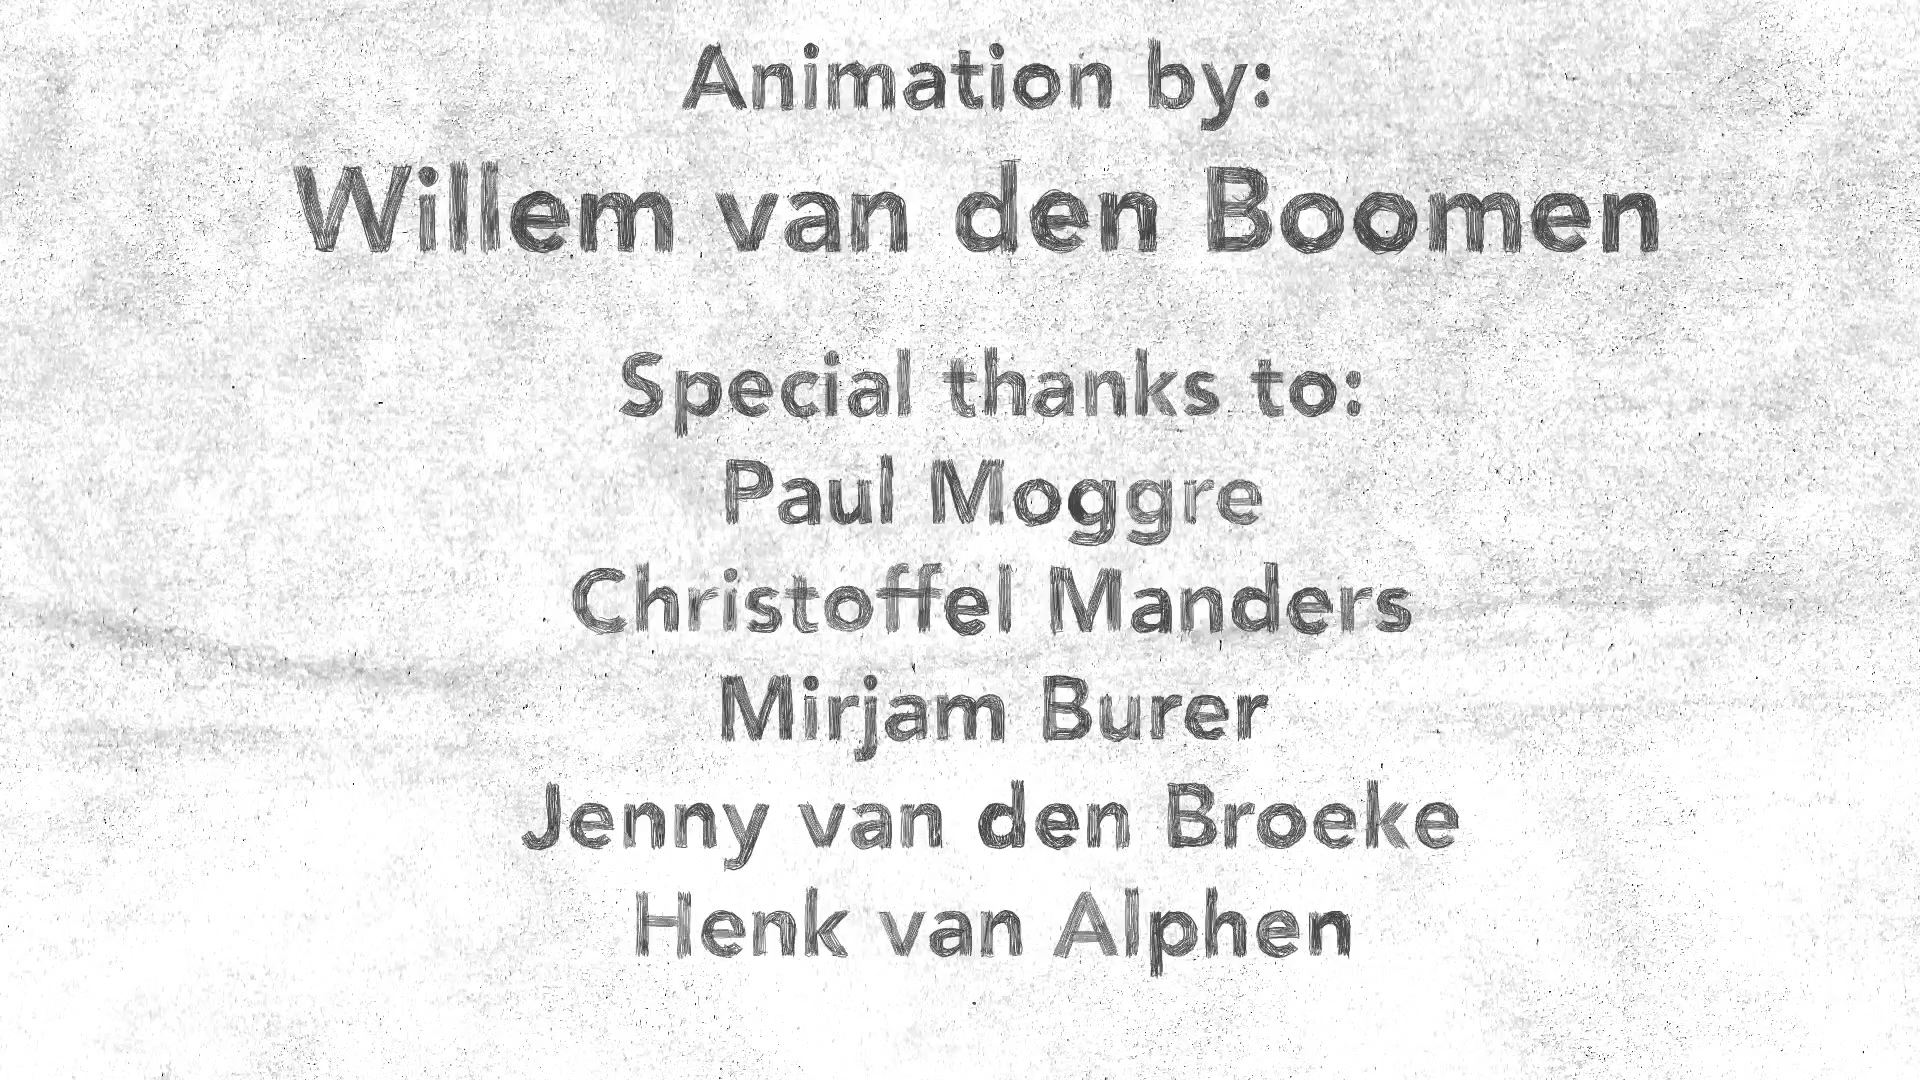 Animation by:
Willem van den Boomen
Special thanks to:
Paul Moggre
Christoffel Manders
Mirjam Burer
Jenny van den Broeke
Henk van Alphen